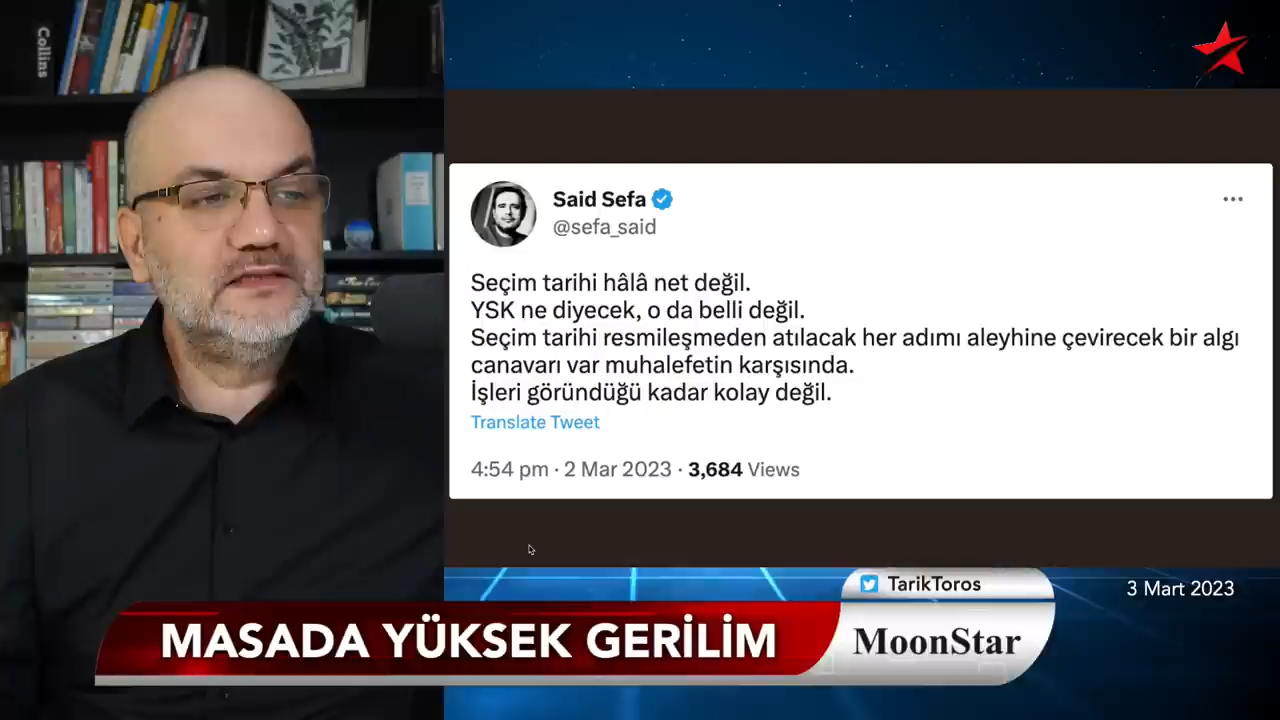 Collins
Said Sefa
@sefa_said
Seçim tarihi hâlâ net değil.
YSK ne diyecek, o da belli değil.
Seçim tarihi resmileşmeden atılacak her adımı aleyhine çevirecek bir algı
canavarı var muhalefetin karşısında.
İşleri göründüğü kadar kolay değil.
Translate Tweet
4:54 pm · 2 Mar 2023 · 3,684 Views
TarikToros
3 Mart 2023
MASADA YÜKSEK GERİLİM
MoonStar